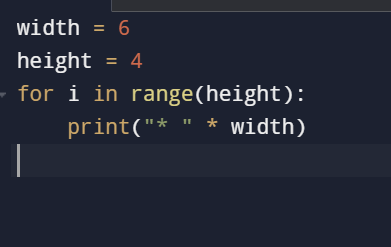 width = 6
height = 4
for i in range(height):
    print("* " * width)